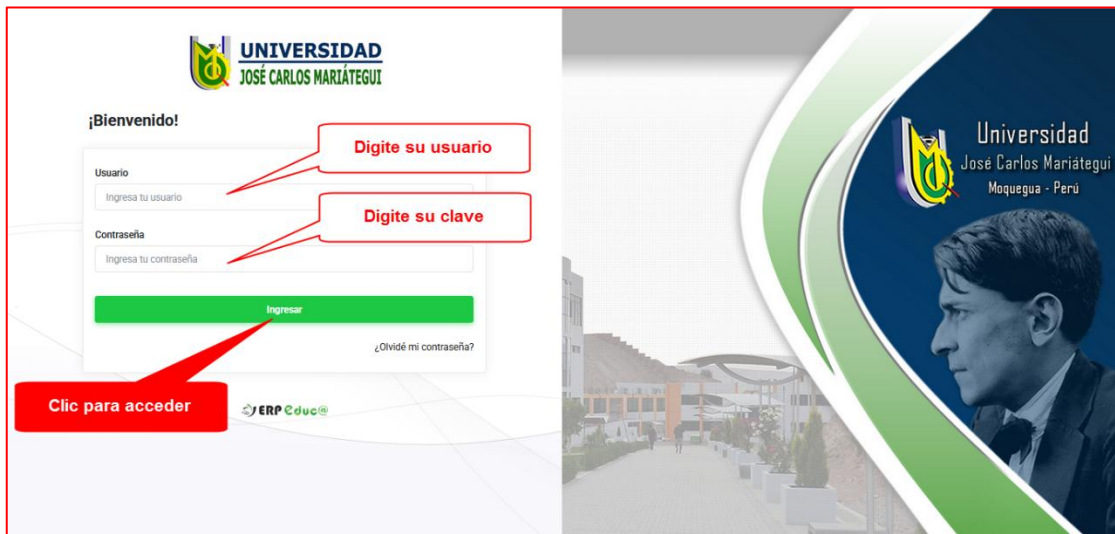 UNIVERSIDAD
JOSÉ CARLOS MARIÁTEGUI
¡Bienvenido!
Digite su usuario
Usuario
Ingresa tu usuario
Digite su clave
Contraseña
Ingresa tu contraseña
Ingresar
¿Olvidé mi contraseña?
Clic para acceder
ERP Educ@
Universidad
José Carlos Mariátegui
Moquegua - Perú